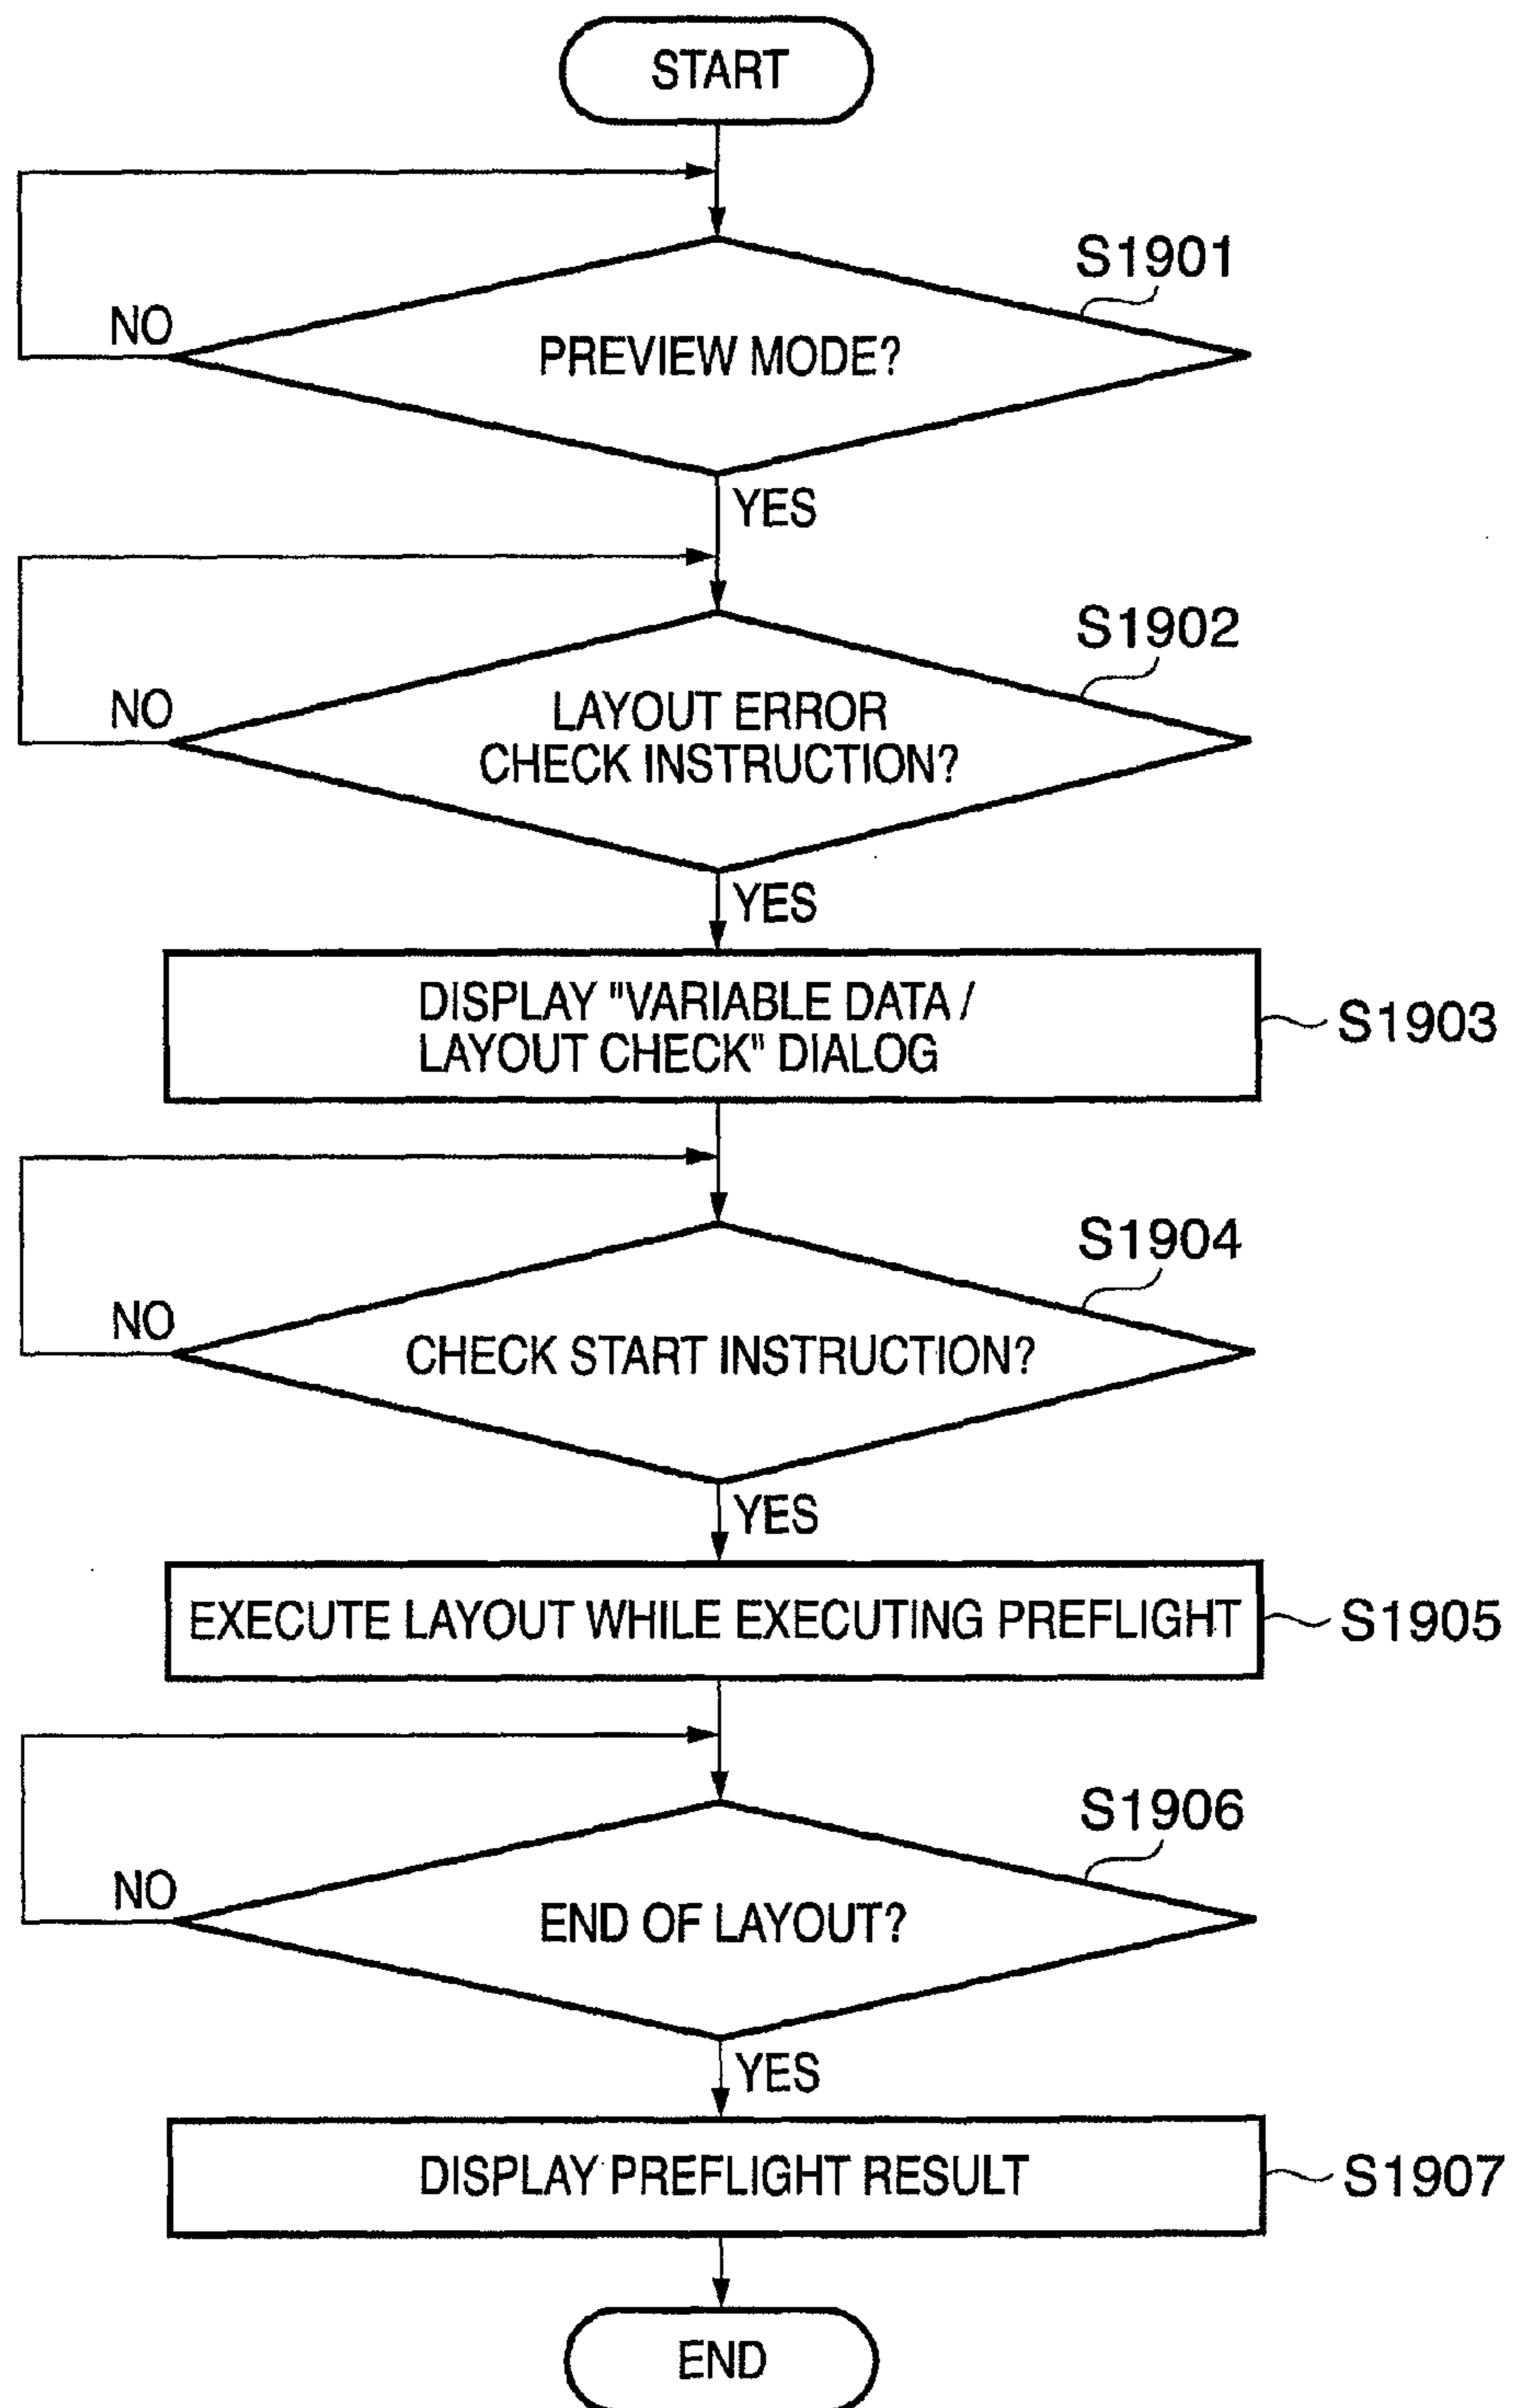 START
S1901
NO
PREVIEW MODE?
YES
S1902
NO
LAYOUT ERROR
CHECK INSTRUCTION?
YES
DISPLAY "VARIABLE DATA /
LAYOUT CHECK" DIALOG
S1903
S1904
NO
CHECK START INSTRUCTION?
YES
EXECUTE LAYOUT WHILE EXECUTING PREFLIGHT
S1905
S1906
NO
END OF LAYOUT?
YES
DISPLAY PREFLIGHT RESULT
S1907
END